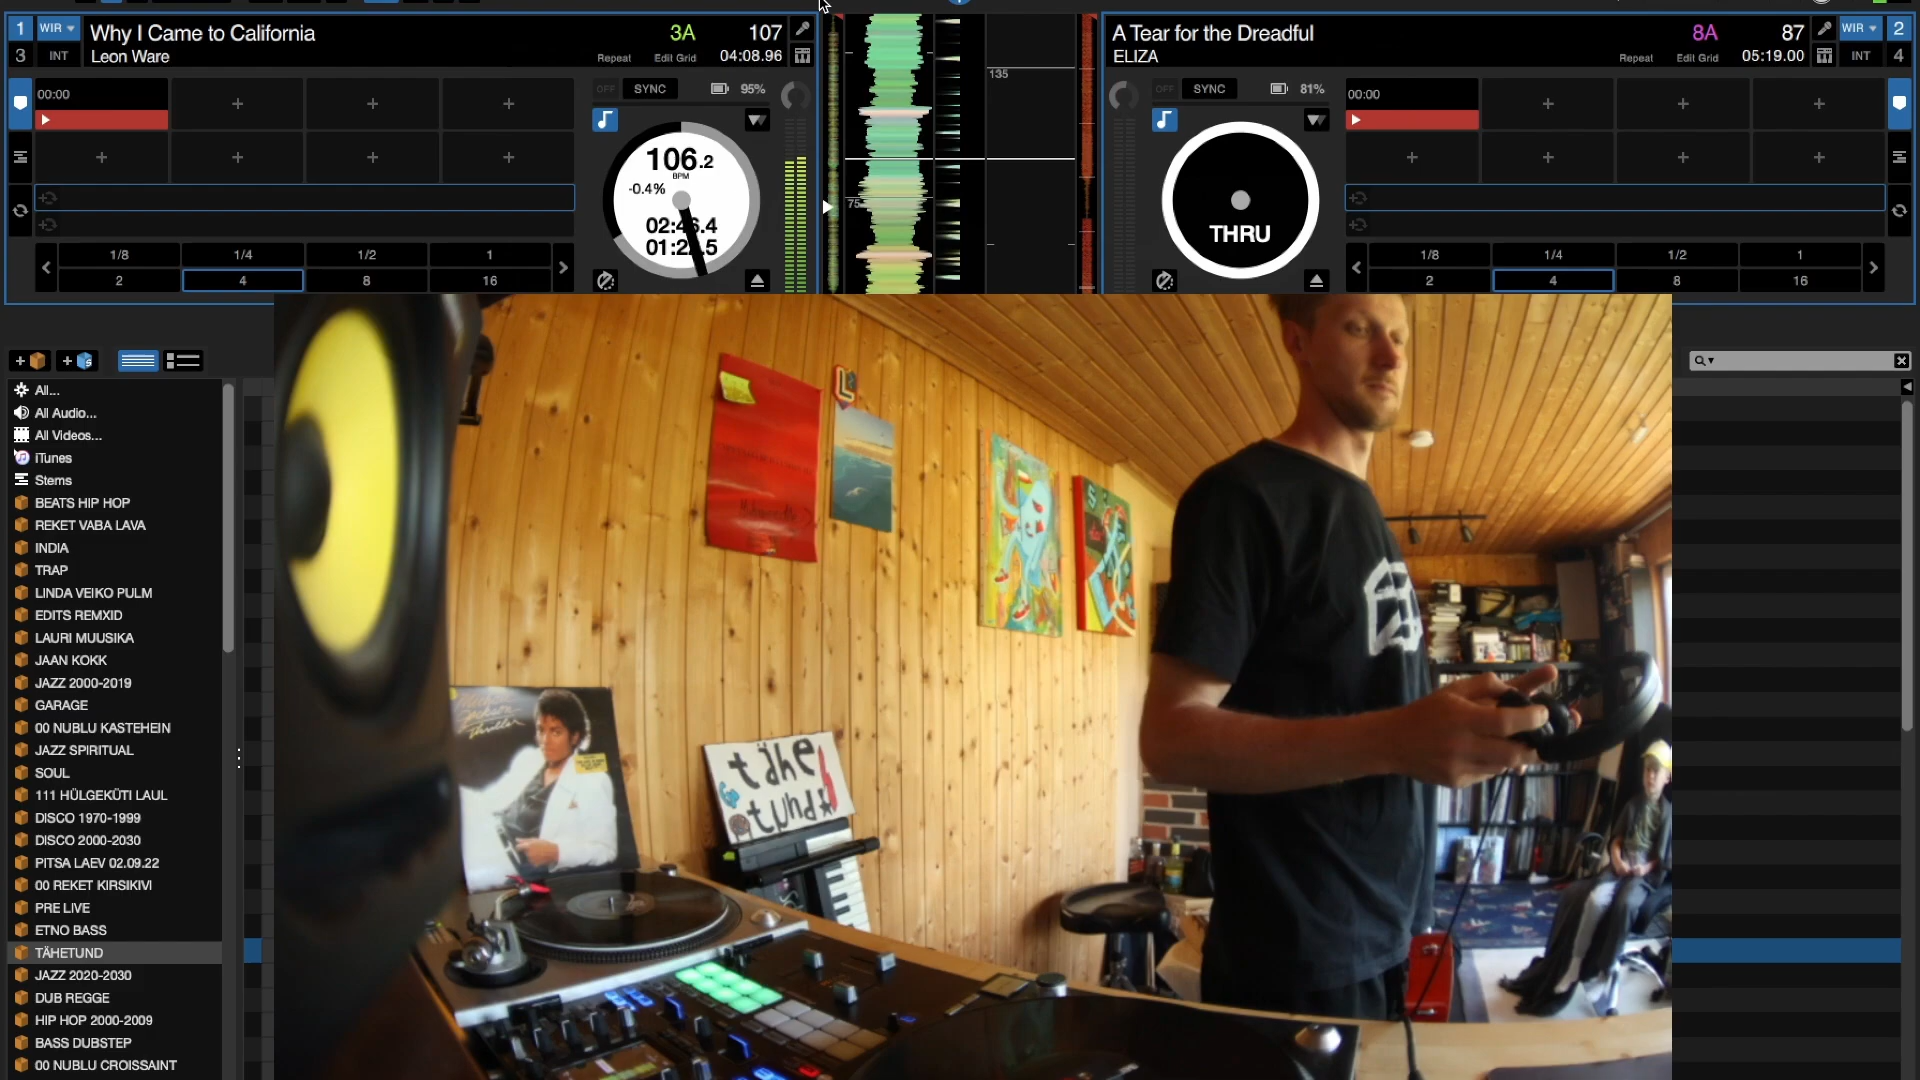 1
WIR
Why I Came to California
3A
107
3
INT
Leon Ware
Repeat
Edit Grid
04:08.96
00:00
OFF
SYNC
95%
106.2
BPM
-0.4%
1/8
1/4
1/2
1
2
4
8
16
135
75
A Tear for the Dreadful
8A
87
WIR
2
ELIZA
Repeat
Edit Grid
05:19.00
INT
4
OFF
SYNC
81%
00:00
THRU
1/8
1/4
1/2
1
2
4
8
16
All...
All Audio...
All Videos...
iTunes
Stems
BEATS HIP HOP
REKET VABA LAVA
INDIA
TRAP
LINDA VEIKO PULM
EDITS REMXID
LAURI MUUSIKA
JAAN KOKK
JAZZ 2000-2019
GARAGE
00 NUBLU KASTEHEIN
JAZZ SPIRITUAL
SOUL
111 HÜLGEKÜTI LAUL
DISCO 1970-1999
DISCO 2000-2030
PITSA LAEV 02.09.22
00 REKET KIRSIKIVI
PRE LIVE
ETNO BASS
TÄHETUND
JAZZ 2020-2030
DUB REGGE
HIP HOP 2000-2009
BASS DUBSTEP
00 NUBLU CROISSAINT
Thriller
tähe
tund